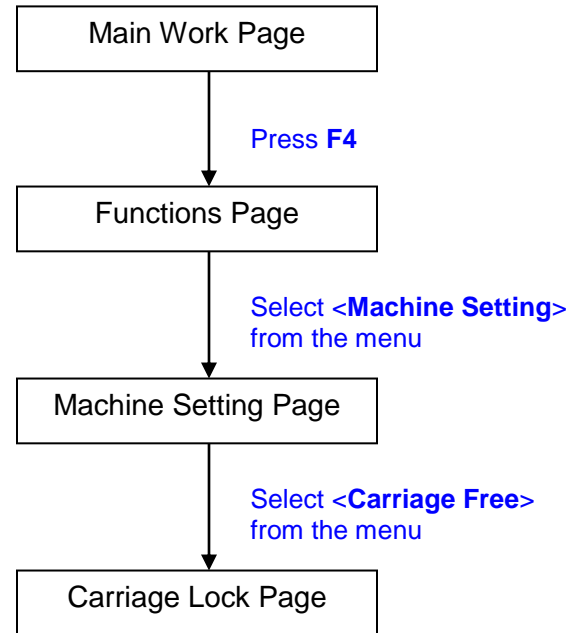 Main Work Page
Press F4
Functions Page
Select <Machine Setting>
from the menu
Machine Setting Page
Select <Carriage Free>
from the menu
Carriage Lock Page